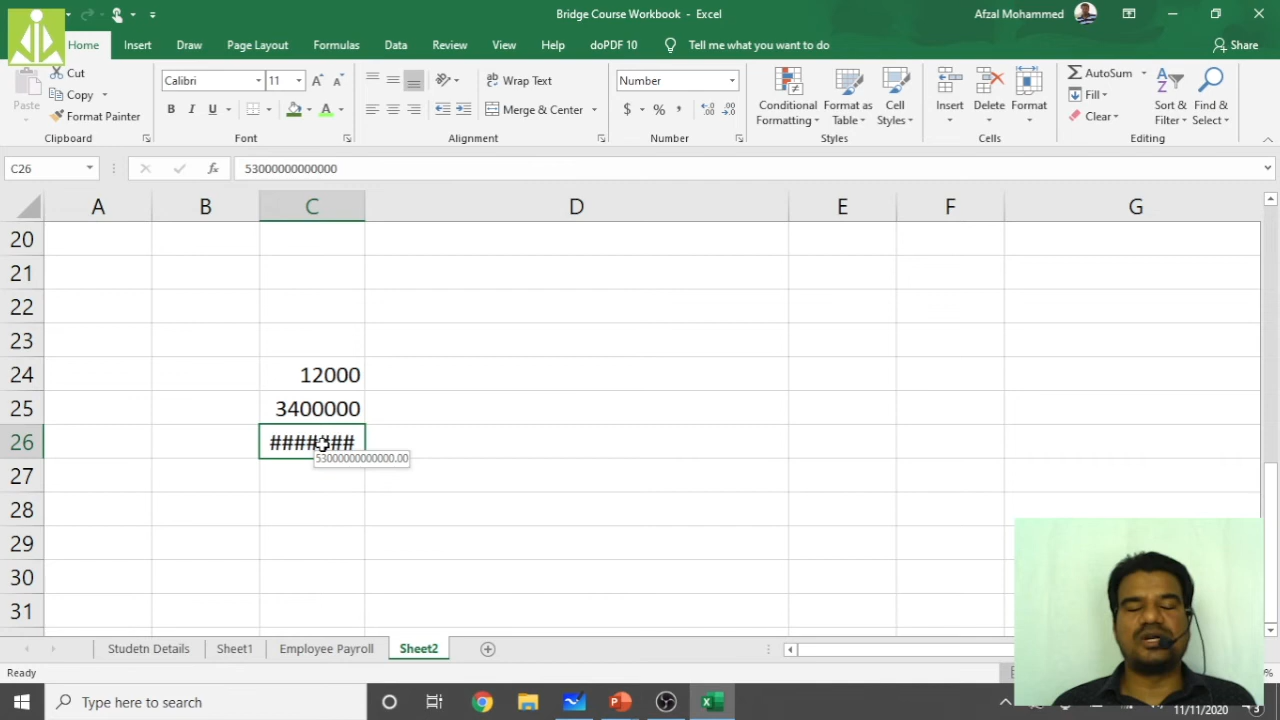 Bridge Course Workbook - Excel
Afzal Mohammed
Home Insert Draw Page Layout Formulas Data Review View Help doPDF 10 Tell me what you want to do Share
Paste
Cut
Copy
Format Painter
Clipboard
Calibri 11
B I U
Font
Wrap Text
Merge & Center
Alignment
Number
$ % ,
Number
Conditional Formatting
Format as Table
Cell Styles
Styles
Insert
Delete
Format
Cells
AutoSum
Fill
Clear
Sort & Filter
Find & Select
Editing
C26 fx 53000000000000
A B C D E F G
20
21
22
23
24 12000
25 3400000
26 #######
53000000000000.00
27
28
29
30
31
Studetn Details Sheet1 Employee Payroll Sheet2
Ready
Type here to search
11/11/2020